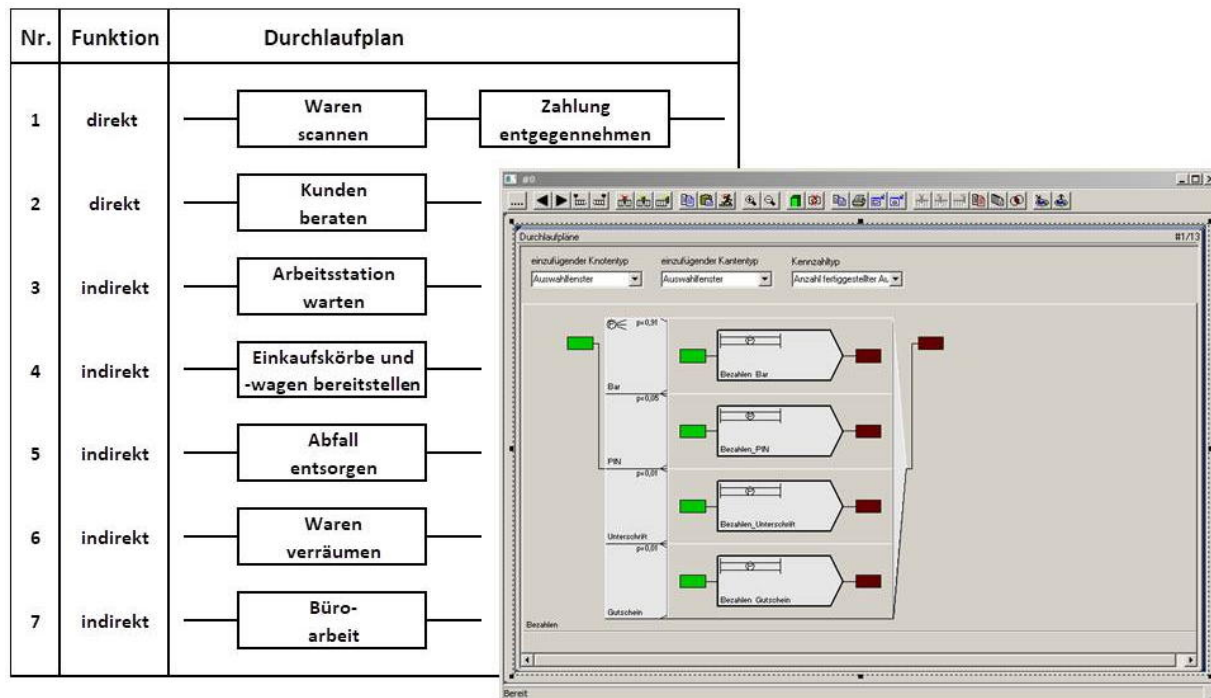 Nr. Funktion Durchlaufplan
1 direkt Waren
scannen
Zahlung
entgegennehmen
2 direkt Kunden
beraten
3 indirekt Arbeitsstation
warten
4 indirekt Einkaufskörbe und
-wagen bereitstellen
5 indirekt Abfall
entsorgen
6 indirekt Waren
verräumen
7 indirekt Büro-
arbeit
Durchlaufpläne #1/13
einzufügender Knotentyp einzufügender Kantentyp Kennzahltyp
Auswahlfenster Auswahlfenster Anzahl fertiggestellter Au
p=0,91
Bezahlen_Bar
Bar
p=0,05
Bezahlen_PIN
PIN
p=0,01
Bezahlen_Unterschrift
Unterschrift
p=0,01
Bezahlen_Gutschein
Gutschein
Bezahlen
Bereit